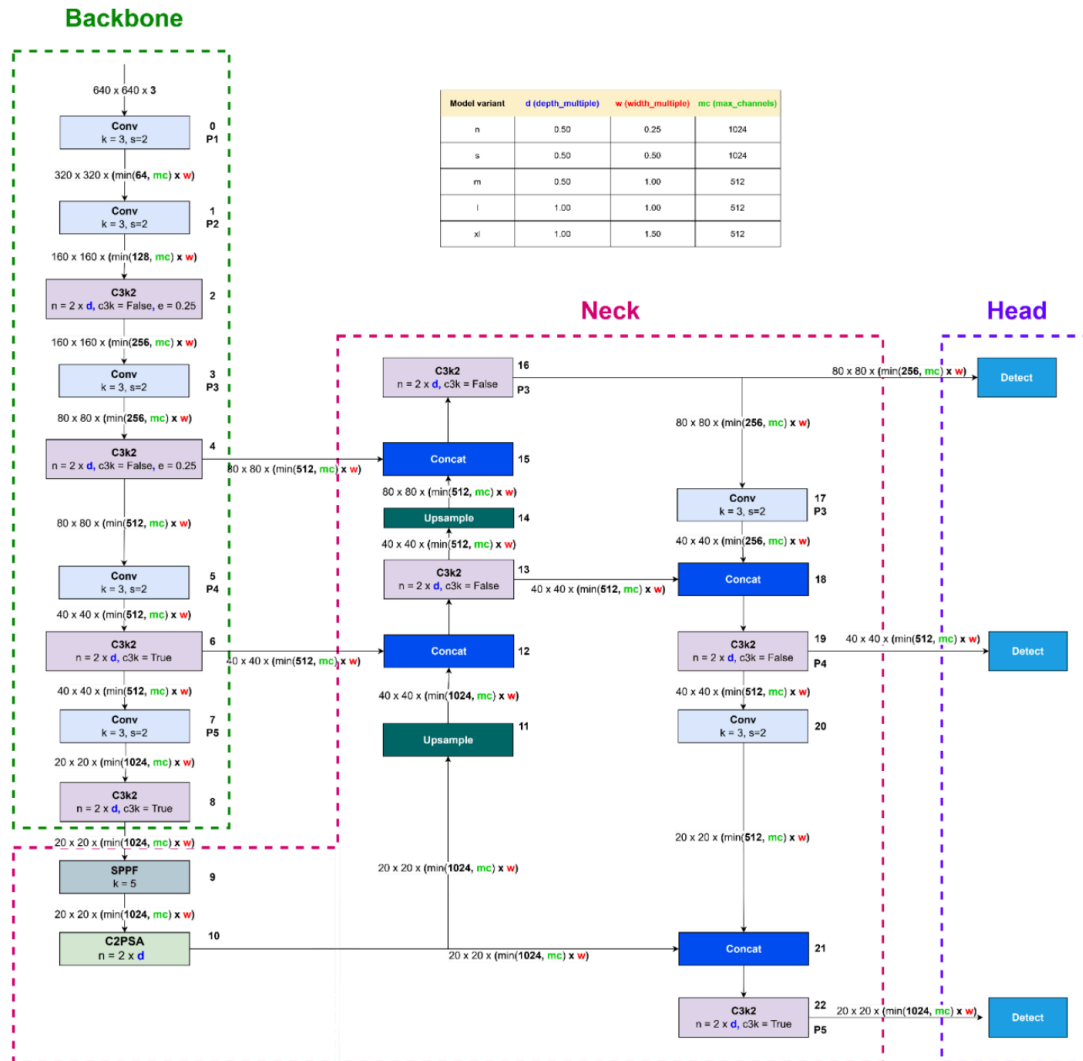 Backbone
640 x 640 x 3
Conv
k = 3, s=2
0
P1
320 x 320 x (min(64, mc) x w)
Conv
k = 3, s=2
1
P2
160 x 160 x (min(128, mc) x w)
C3k2
n = 2 x d, c3k = False, e = 0.25
2
160 x 160 x (min(256, mc) x w)
Conv
k = 3, s=2
3
P3
80 x 80 x (min(256, mc) x w)
C3k2
n = 2 x d, c3k = False, e = 0.25
4
80 x 80 x (min(512, mc) x w)
80 x 80 x (min(512, mc) x w)
Conv
k = 3, s=2
5
P4
40 x 40 x (min(512, mc) x w)
C3k2
n = 2 x d, c3k = True
6
40 x 40 x (min(512, mc) x w)
40 x 40 x (min(512, mc) x w)
Conv
k = 3, s=2
7
P5
20 x 20 x (min(1024, mc) x w)
C3k2
n = 2 x d, c3k = True
8
20 x 20 x (min(1024, mc) x w)
SPPF
k = 5
9
20 x 20 x (min(1024, mc) x w)
C2PSA
n = 2 x d
10
Model variant d (depth_multiple) w (width_multiple) mc (max_channels)
n 0.50 0.25 1024
s 0.50 0.50 1024
m 0.50 1.00 512
l 1.00 1.00 512
xl 1.00 1.50 512
Neck
C3k2
n = 2 x d, c3k = False
16
P3
Concat
15
80 x 80 x (min(512, mc) x w)
Upsample
14
40 x 40 x (min(512, mc) x w)
C3k2
n = 2 x d, c3k = False
13
40 x 40 x (min(512, mc) x w)
Concat
12
40 x 40 x (min(1024, mc) x w)
Upsample
11
20 x 20 x (min(1024, mc) x w)
20 x 20 x (min(1024, mc) x w)
80 x 80 x (min(256, mc) x w)
80 x 80 x (min(256, mc) x w)
Conv
k = 3, s=2
17
P3
40 x 40 x (min(256, mc) x w)
Concat
18
C3k2
n = 2 x d, c3k = False
19
P4
40 x 40 x (min(512, mc) x w)
40 x 40 x (min(512, mc) x w)
Conv
k = 3, s=2
20
20 x 20 x (min(512, mc) x w)
Concat
21
C3k2
n = 2 x d, c3k = True
22
P5
20 x 20 x (min(1024, mc) x w)
Head
Detect
Detect
Detect